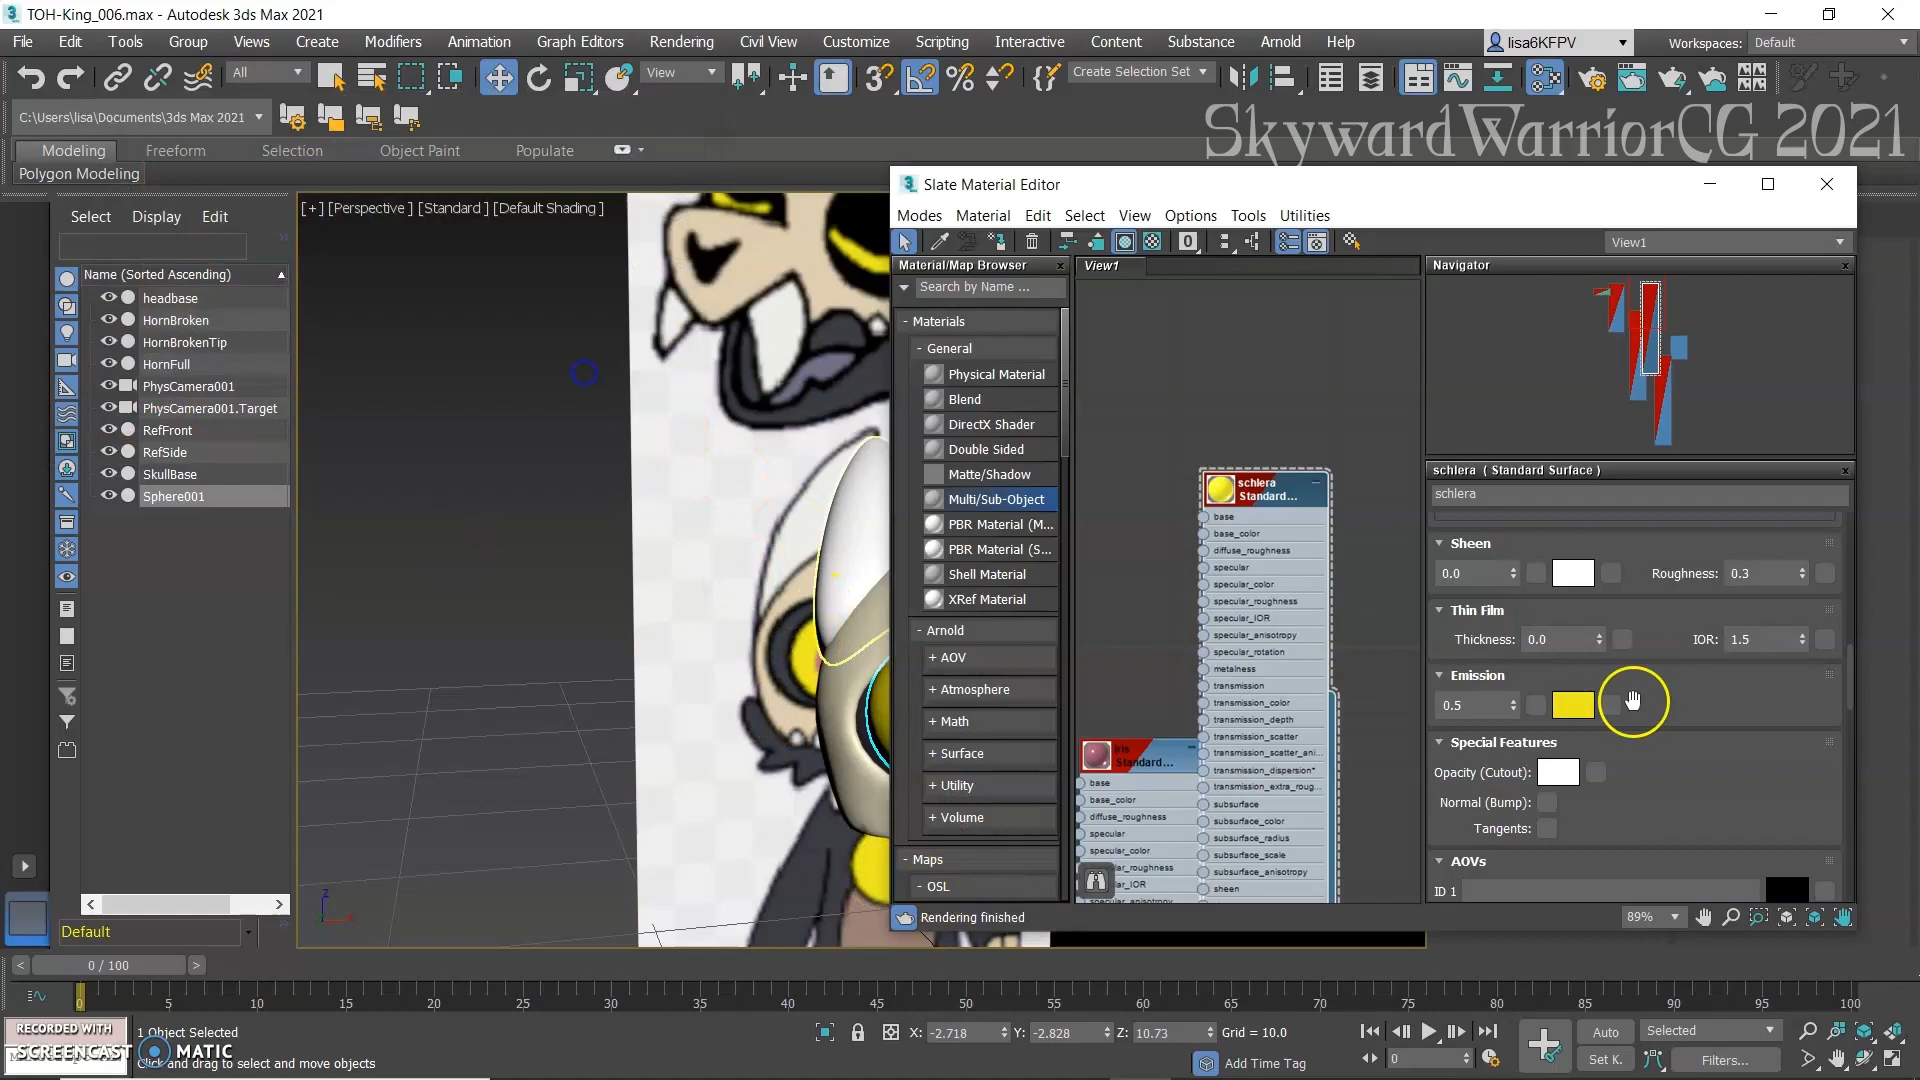 TOH-King_006.max - Autodesk 3ds Max 2021
File Edit Tools Group Views Create Modifiers Animation Graph Editors Rendering Civil View Customize Scripting Interactive Content Substance Arnold Help lisa6KFPV Workspaces: Default
All View Create Selection Set
C:\Users\lisa\Documents\3ds Max 2021
SkywardWarriorCG 2021
Modeling Freeform Selection Object Paint Populate
Polygon Modeling
Select Display Edit
Name (Sorted Ascending)
headbase
HornBroken
HornBrokenTip
HornFull
PhysCamera001
PhysCamera001.Target
RefFront
RefSide
SkullBase
Sphere001
Default
[+] [Perspective ] [Standard ] [Default Shading ]
Slate Material Editor
Modes Material Edit Select View Options Tools Utilities
0
View1
Material/Map Browser
Search by Name ...
- Materials
- General
Physical Material
Blend
DirectX Shader
Double Sided
Matte/Shadow
Multi/Sub-Object
PBR Material (M...
PBR Material (S...
Shell Material
XRef Material
- Arnold
+ AOV
+ Atmosphere
+ Math
+ Surface
+ Utility
+ Volume
- Maps
- OSL
View1
schlera
Standard...
base
base_color
diffuse_roughness
specular
specular_color
specular_roughness
specular_IOR
specular_anisotropy
specular_rotation
metalness
transmission
transmission_color
transmission_depth
transmission_scatter
transmission_scatter_ani...
transmission_dispersion*
transmission_extra_roug...
subsurface
subsurface_color
subsurface_radius
subsurface_scale
subsurface_anisotropy
sheen
iris
Standard...
base
base_color
diffuse_roughness
specular
specular_color
Navigator
schlera ( Standard Surface )
schlera
Sheen
0.0 Roughness: 0.3
Thin Film
Thickness: 0.0 IOR: 1.5
Emission
0.5
Special Features
Opacity (Cutout):
Normal (Bump):
Tangents:
AOVs
ID 1
Rendering finished
89%
0 / 100
0 5 10 15 20 25 30 35 40 45 50 55 60 65 70 75 80 85 90 95 100
RECORDED WITH
SCREENCAST MATIC
1 Object Selected
Click and drag to select and move objects
X: -2.718 Y: -2.828 Z: 10.73 Grid = 10.0
Add Time Tag
0
Auto Selected
Set K. Filters...